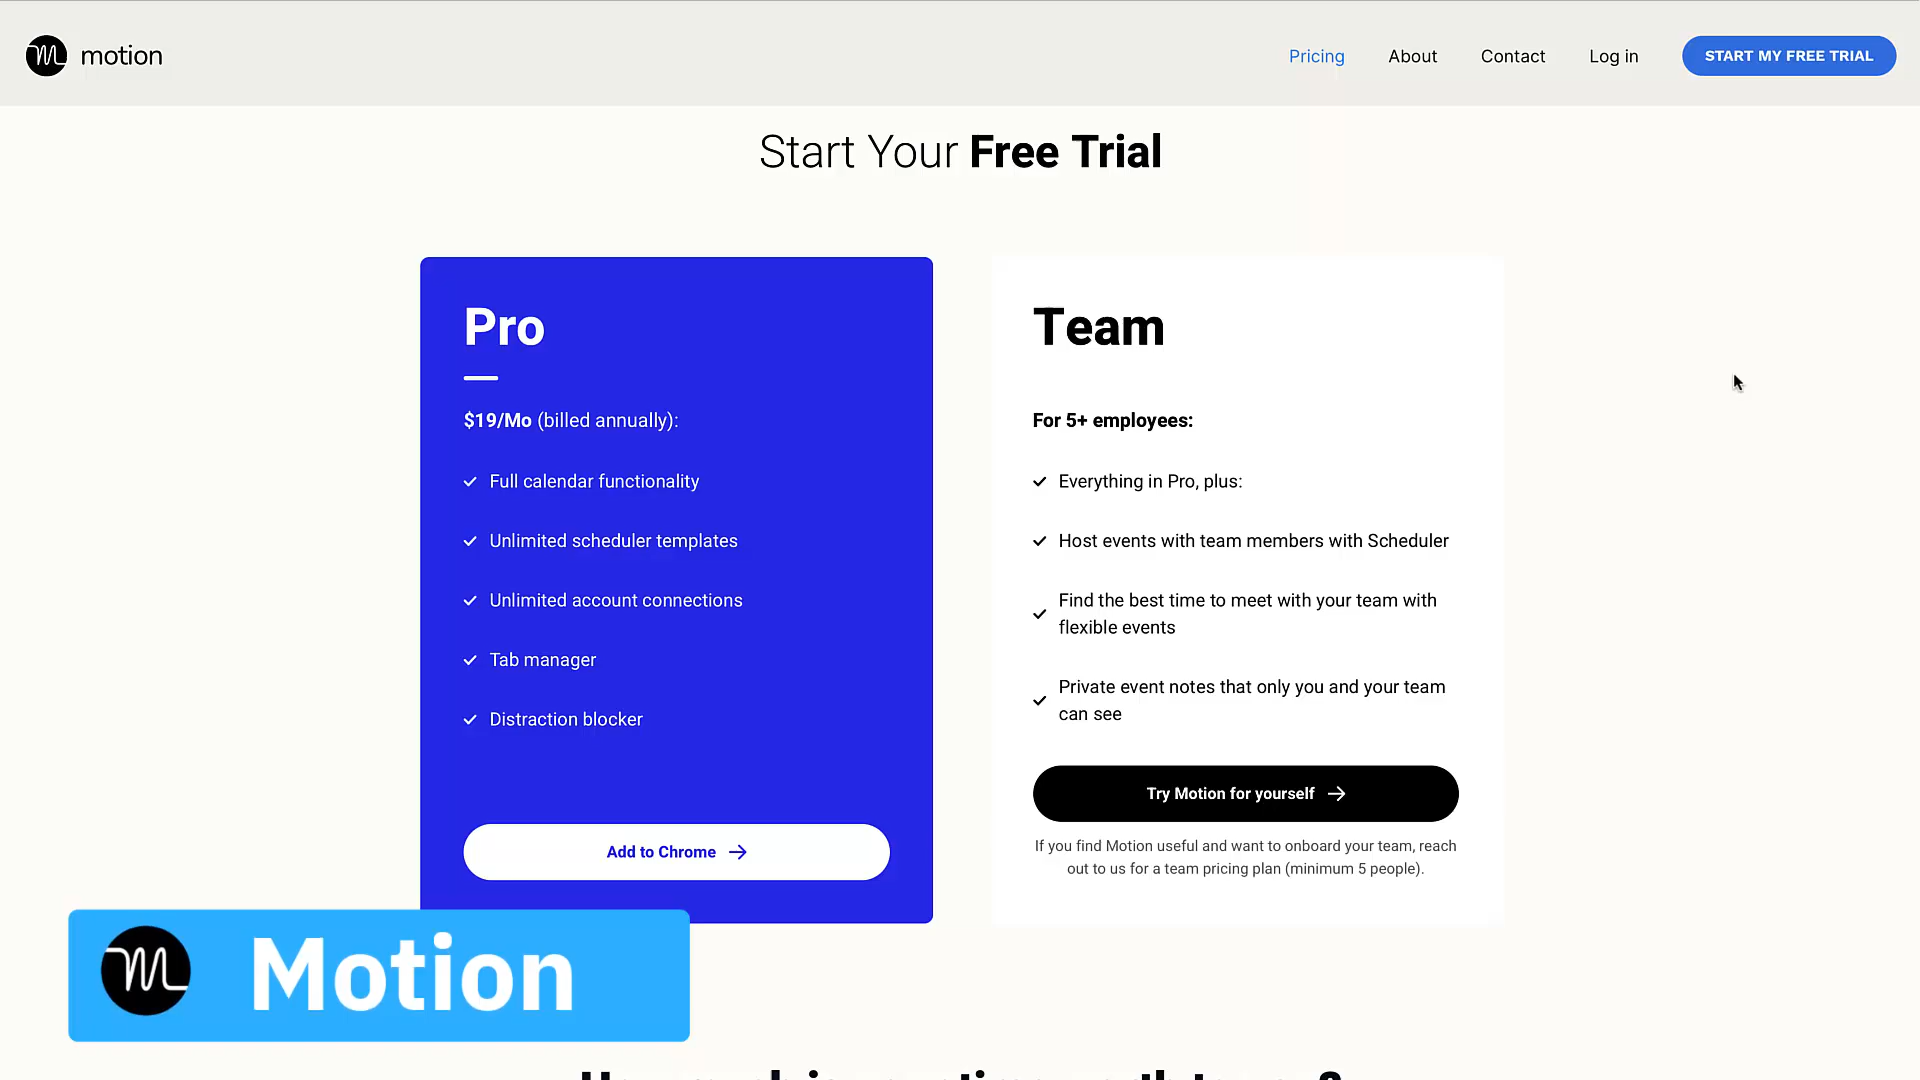 motion
Pricing
About
Contact
Log in
START MY FREE TRIAL
Start Your Free Trial
Pro
$19/Mo (billed annually):
Full calendar functionality
Unlimited scheduler templates
Unlimited account connections
Tab manager
Distraction blocker
Add to Chrome
Team
For 5+ employees:
Everything in Pro, plus:
Host events with team members with Scheduler
Find the best time to meet with your team with
flexible events
Private event notes that only you and your team
can see
Try Motion for yourself
If you find Motion useful and want to onboard your team, reach
out to us for a team pricing plan (minimum 5 people).
Motion